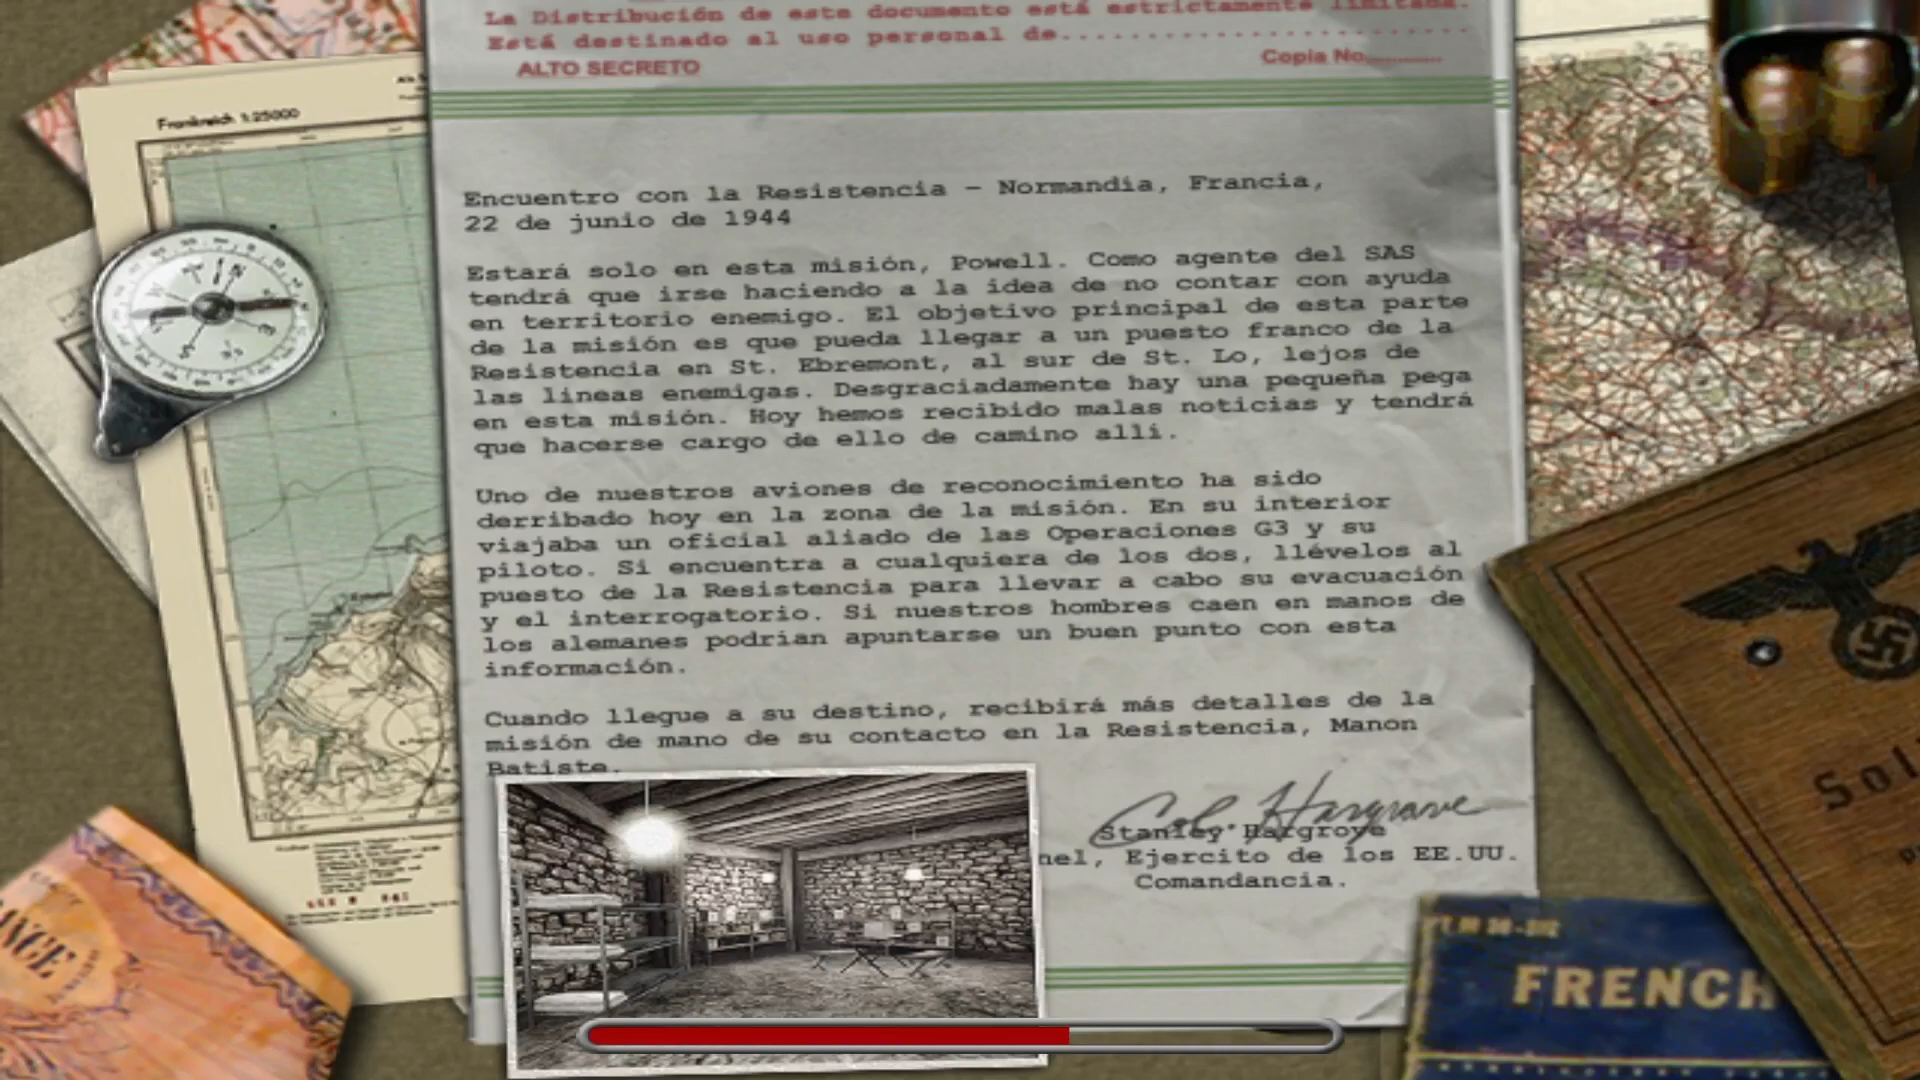 La Distribución de este documento está estrictamente limitada.
Está destinado al uso personal de........................
ALTO SECRETO
Copia No...........
Frankreich 1:25000
Encuentro con la Resistencia - Normandia, Francia,
22 de junio de 1944
Estará solo en esta misión, Powell. Como agente del SAS
tendrá que irse haciendo a la idea de no contar con ayuda
en territorio enemigo. El objetivo principal de esta parte
de la misión es que pueda llegar a un puesto franco de la
Resistencia en St. Ebremont, al sur de St. Lo, lejos de
las lineas enemigas. Desgraciadamente hay una pequeña pega
en esta misión. Hoy hemos recibido malas noticias y tendrá
que hacerse cargo de ello de camino alli.
Uno de nuestros aviones de reconocimiento ha sido
derribado hoy en la zona de la misión. En su interior
viajaba un oficial aliado de las Operaciones G3 y su
piloto. Si encuentra a cualquiera de los dos, llévelos al
puesto de la Resistencia para llevar a cabo su evacuación
y el interrogatorio. Si nuestros hombres caen en manos de
los alemanes podrian apuntarse un buen punto con esta
información.
Cuando llegue a su destino, recibirá más detalles de la
misión de mano de su contacto en la Resistencia, Manon
Batiste.
Col. Hargrove
Stanley Hargrove
nel, Ejercito de los EE.UU.
Comandancia.
FRENCH
Sol